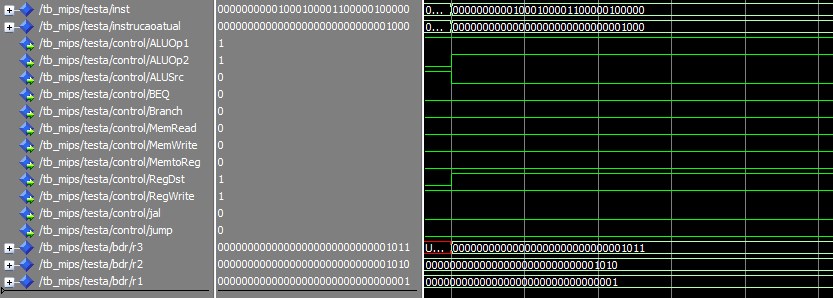 /tb_mips/testa/inst 00000000001000100001100000100000 0... 00000000001000100001100000100000
/tb_mips/testa/instrucaoatual 00000000000000000000000000001000 0... 00000000000000000000000000001000
/tb_mips/testa/control/ALUOp1 1
/tb_mips/testa/control/ALUOp2 1
/tb_mips/testa/control/ALUSrc 0
/tb_mips/testa/control/BEQ 0
/tb_mips/testa/control/Branch 0
/tb_mips/testa/control/MemRead 0
/tb_mips/testa/control/MemWrite 0
/tb_mips/testa/control/MemtoReg 0
/tb_mips/testa/control/RegDst 1
/tb_mips/testa/control/RegWrite 1
/tb_mips/testa/control/jal 0
/tb_mips/testa/control/jump 0
/tb_mips/testa/bdr/r3 00000000000000000000000000001011 U... 00000000000000000000000000001011
/tb_mips/testa/bdr/r2 00000000000000000000000000001010 00000000000000000000000000001010
/tb_mips/testa/bdr/r1 00000000000000000000000000000001 00000000000000000000000000000001